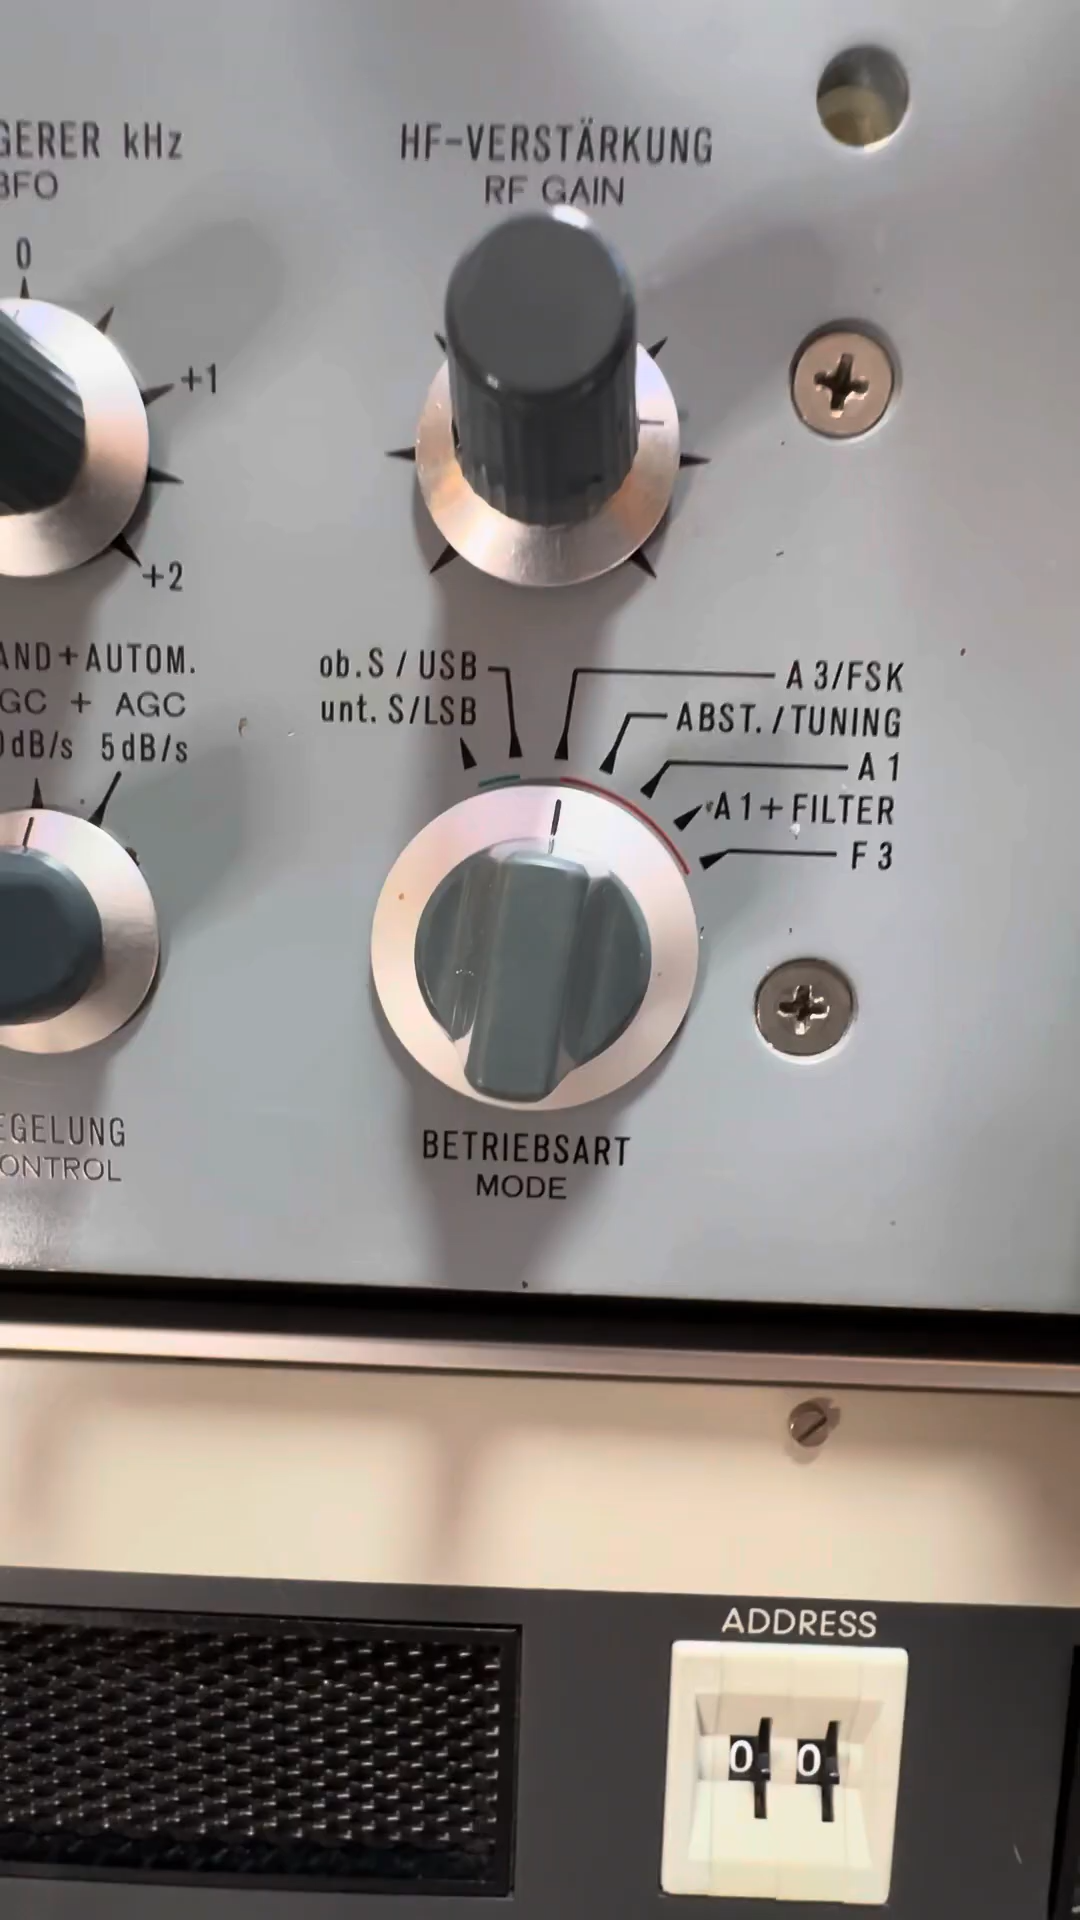 GERER kHz
BFO
0
+1
+2
HF-VERSTÄRKUNG
RF GAIN
AND+AUTOM.
GC + AGC
0dB/s 5dB/s
ob.S / USB
unt. S/LSB
A 3/FSK
ABST./TUNING
A 1
A 1+FILTER
F 3
EGELUNG
ONTROL
BETRIEBSART
MODE
ADDRESS
0 0